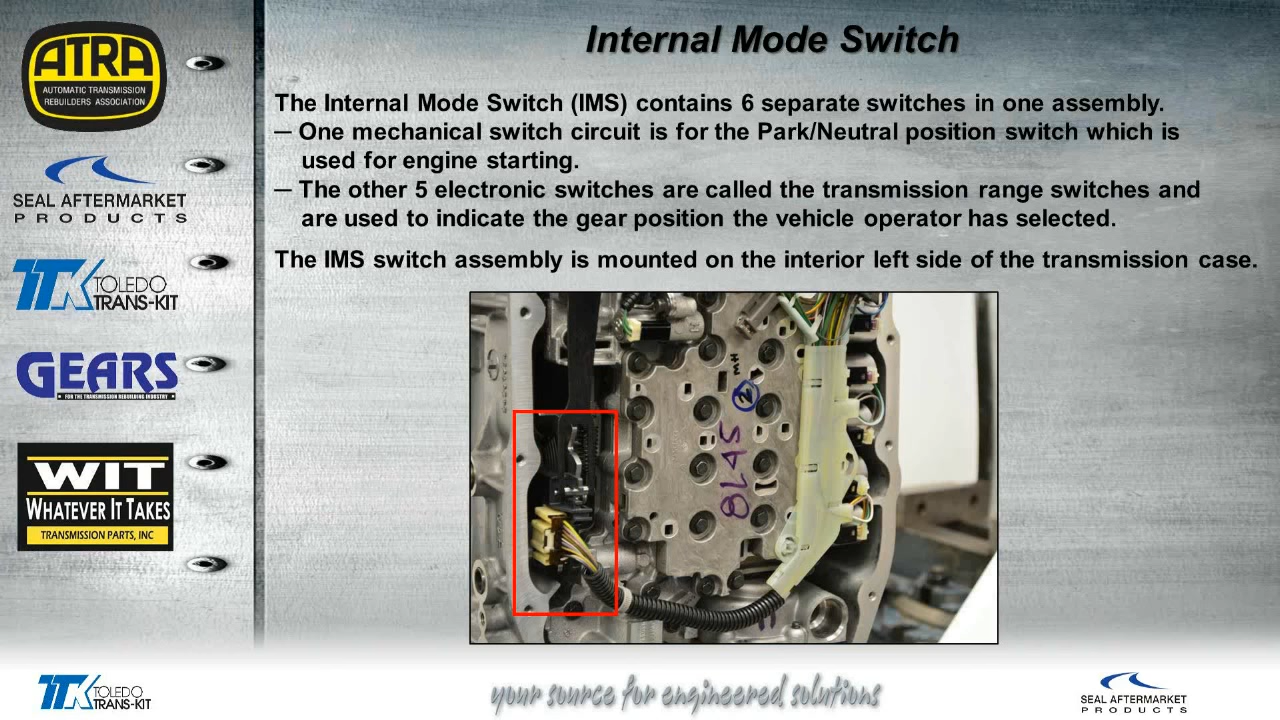 Internal Mode Switch
ATRA
AUTOMATIC TRANSMISSION
REBUILDERS ASSOCIATION
The Internal Mode Switch (IMS) contains 6 separate switches in one assembly.
─ One mechanical switch circuit is for the Park/Neutral position switch which is
used for engine starting.
─ The other 5 electronic switches are called the transmission range switches and
are used to indicate the gear position the vehicle operator has selected.
The IMS switch assembly is mounted on the interior left side of the transmission case.
SEAL AFTERMARKET
PRODUCTS
TTK TOLEDO
TRANS-KIT
GEARS
FOR THE TRANSMISSION REBUILDING INDUSTRY
WIT
WHATEVER IT TAKES
TRANSMISSION PARTS, INC
MH
2
8L45
TTK TOLEDO
TRANS-KIT
your source for engineered solutions
SEAL AFTERMARKET
PRODUCTS